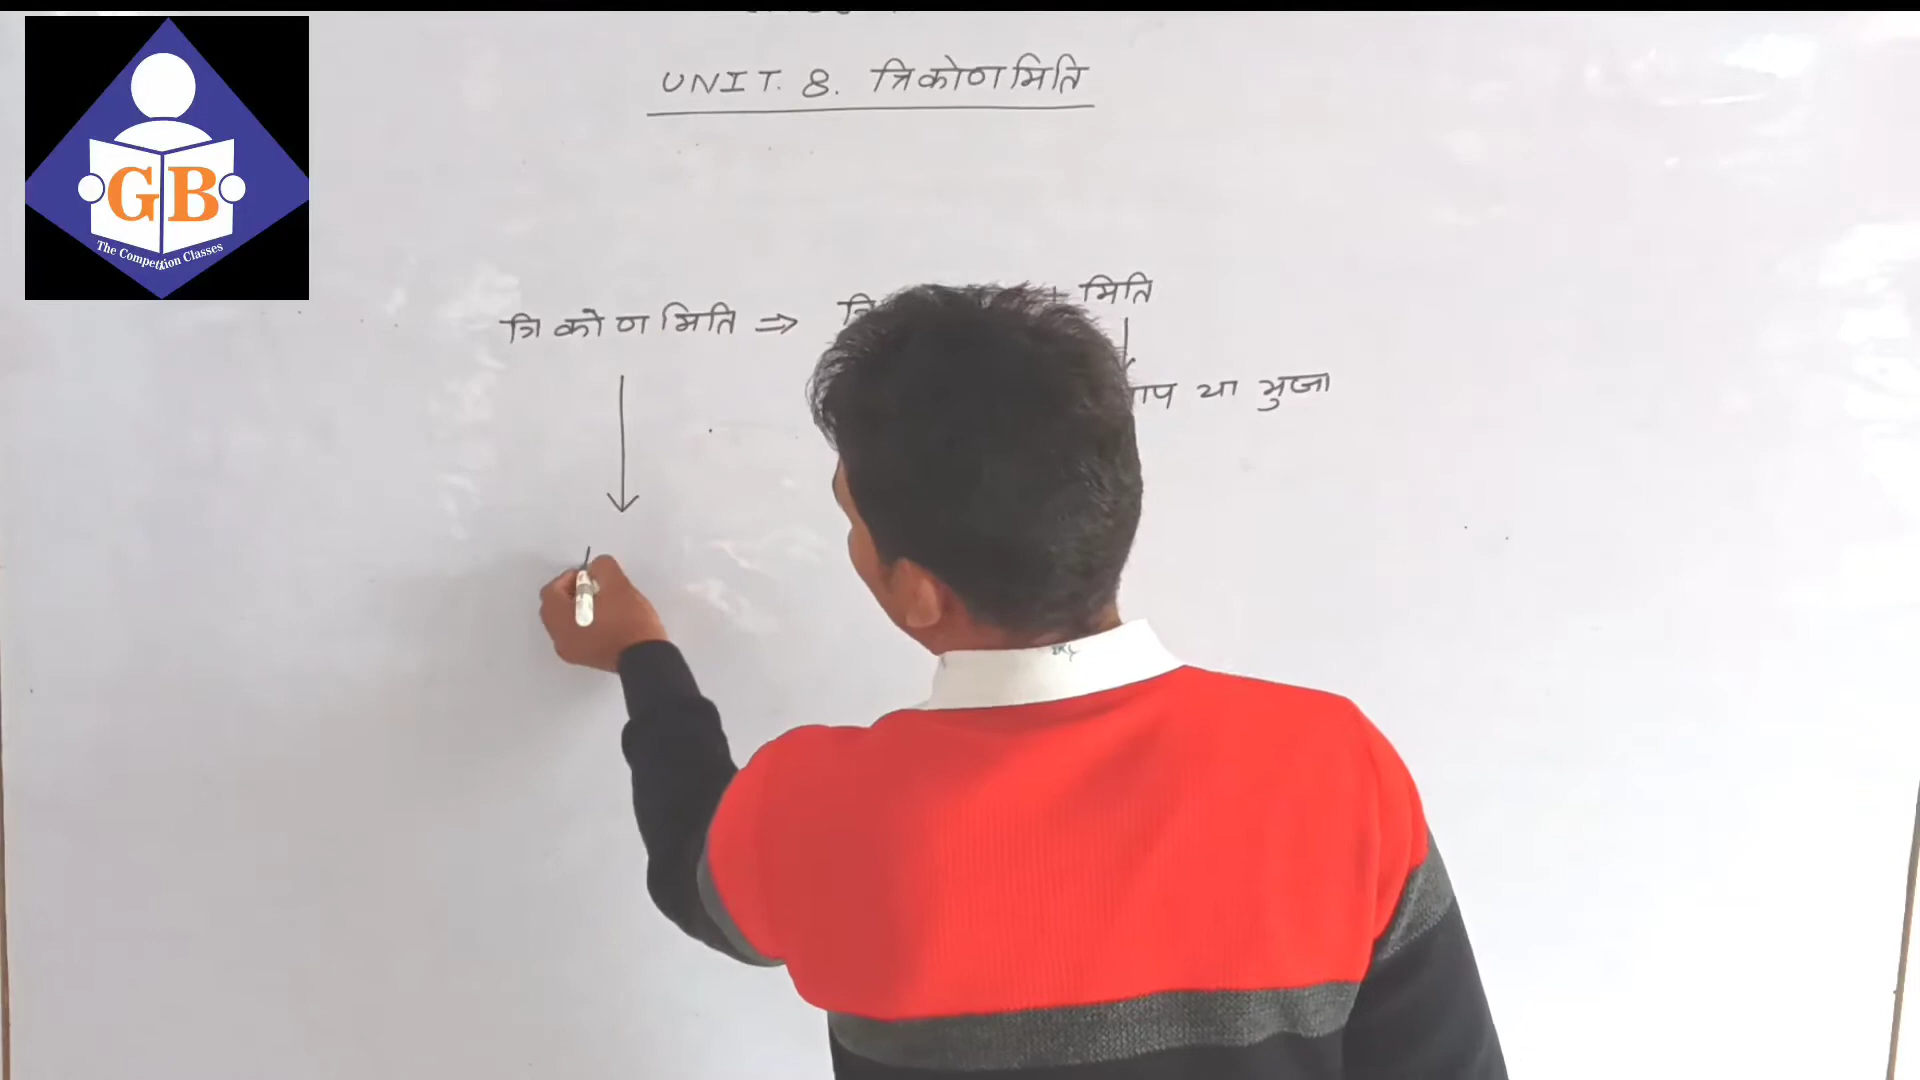 GB
The Competition Classes
UNIT. 8. त्रिकोणमिति
त्रिकोणमिति ⇒ + मिति
या भुजा